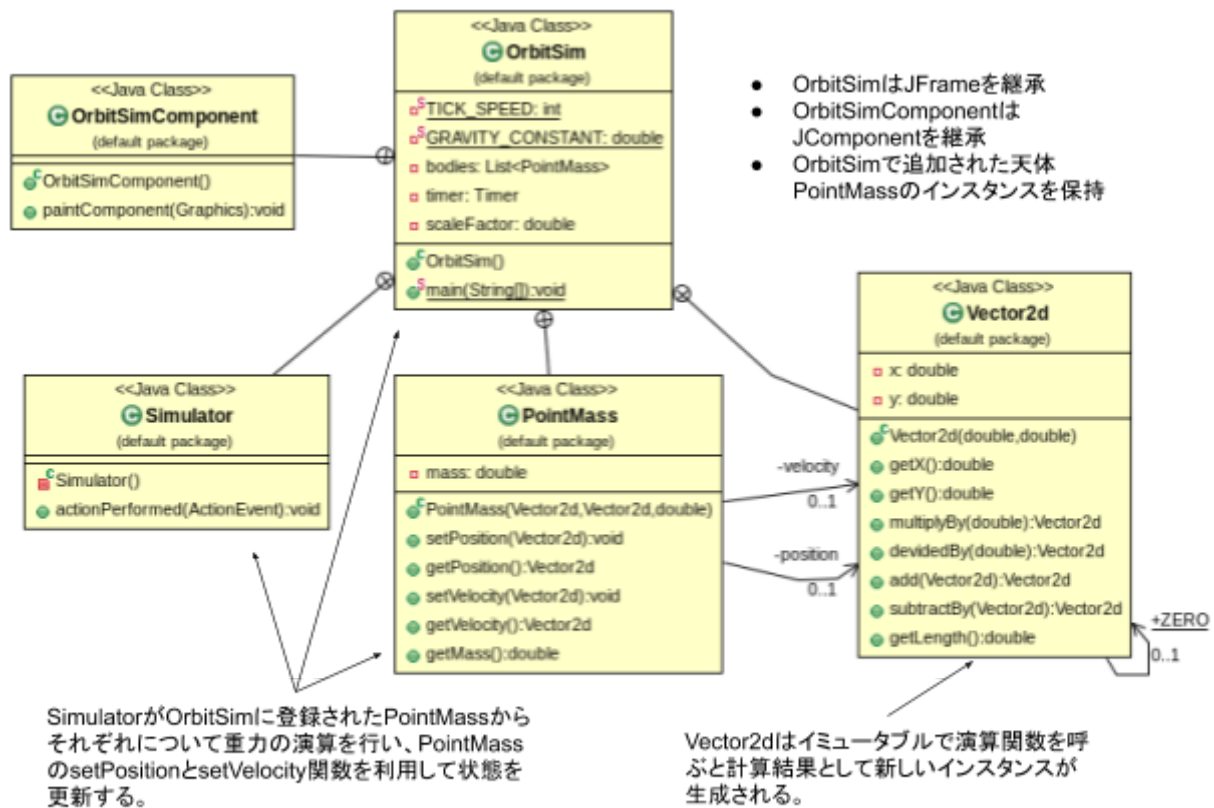 <<Java Class>>
OrbitSim
(default package)
TICK_SPEED: int
GRAVITY_CONSTANT: double
bodies: List<PointMass>
timer: Timer
scaleFactor: double
OrbitSim()
main(String[]):void
<<Java Class>>
OrbitSimComponent
(default package)
OrbitSimComponent()
paintComponent(Graphics):void
● OrbitSimはJFrameを継承
● OrbitSimComponentは
JComponentを継承
● OrbitSimで追加された天体
PointMassのインスタンスを保持
<<Java Class>>
Simulator
(default package)
Simulator()
actionPerformed(ActionEvent):void
<<Java Class>>
PointMass
(default package)
mass: double
PointMass(Vector2d,Vector2d,double)
setPosition(Vector2d):void
getPosition():Vector2d
setVelocity(Vector2d):void
getVelocity():Vector2d
getMass():double
-velocity
0..1
-position
0..1
<<Java Class>>
Vector2d
(default package)
x: double
y: double
Vector2d(double,double)
getX():double
getY():double
multiplyBy(double):Vector2d
devidedBy(double):Vector2d
add(Vector2d):Vector2d
subtractBy(Vector2d):Vector2d
getLength():double
+ZERO
0..1
SimulatorがOrbitSimに登録されたPointMassから
それぞれについて重力の演算を行い、PointMass
のsetPositionとsetVelocity関数を利用して状態を
更新する。
Vector2dはイミュータブルで演算関数を呼
ぶと計算結果として新しいインスタンスが
生成される。